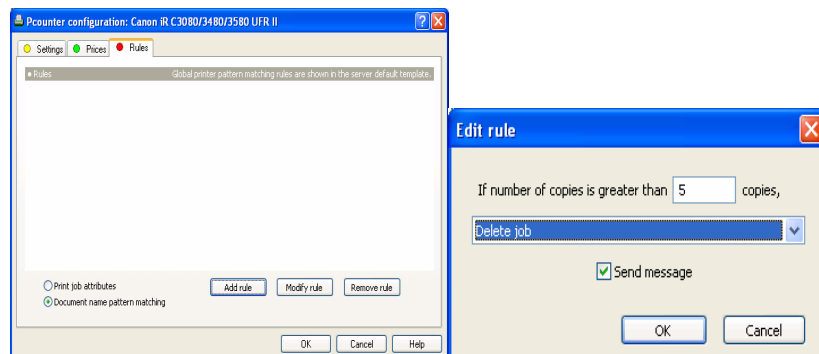 Pcounter configuration: Canon iR C3080/3480/3580 UFR II
Settings Prices Rules
Rules Global printer pattern matching rules are shown in the server default template.
Print job attributes
Document name pattern matching
Add rule Modify rule Remove rule
OK Cancel Help
Edit rule
If number of copies is greater than 5 copies,
Delete job
Send message
OK Cancel